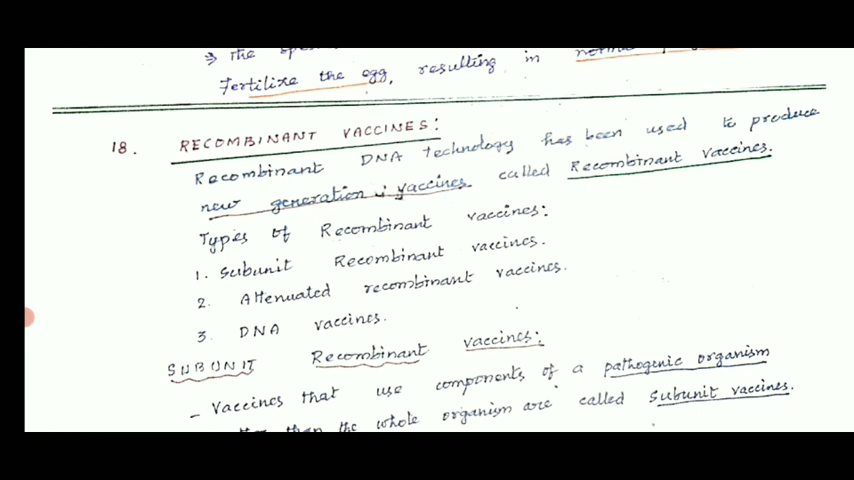 ⇒ The
Fertilize the egg, resulting in
18. RECOMBINANT VACCINES:
Recombinant DNA technology has been used to produce
new generation vaccines called Recombinant vaccines.
Types of Recombinant vaccines:
1. Subunit Recombinant vaccines.
2. Attenuated recombinant vaccines.
3. DNA vaccines.
SUBUNIT Recombinant vaccines:
- Vaccines that use components of a pathogenic organism
than the whole organism are called Subunit vaccines.